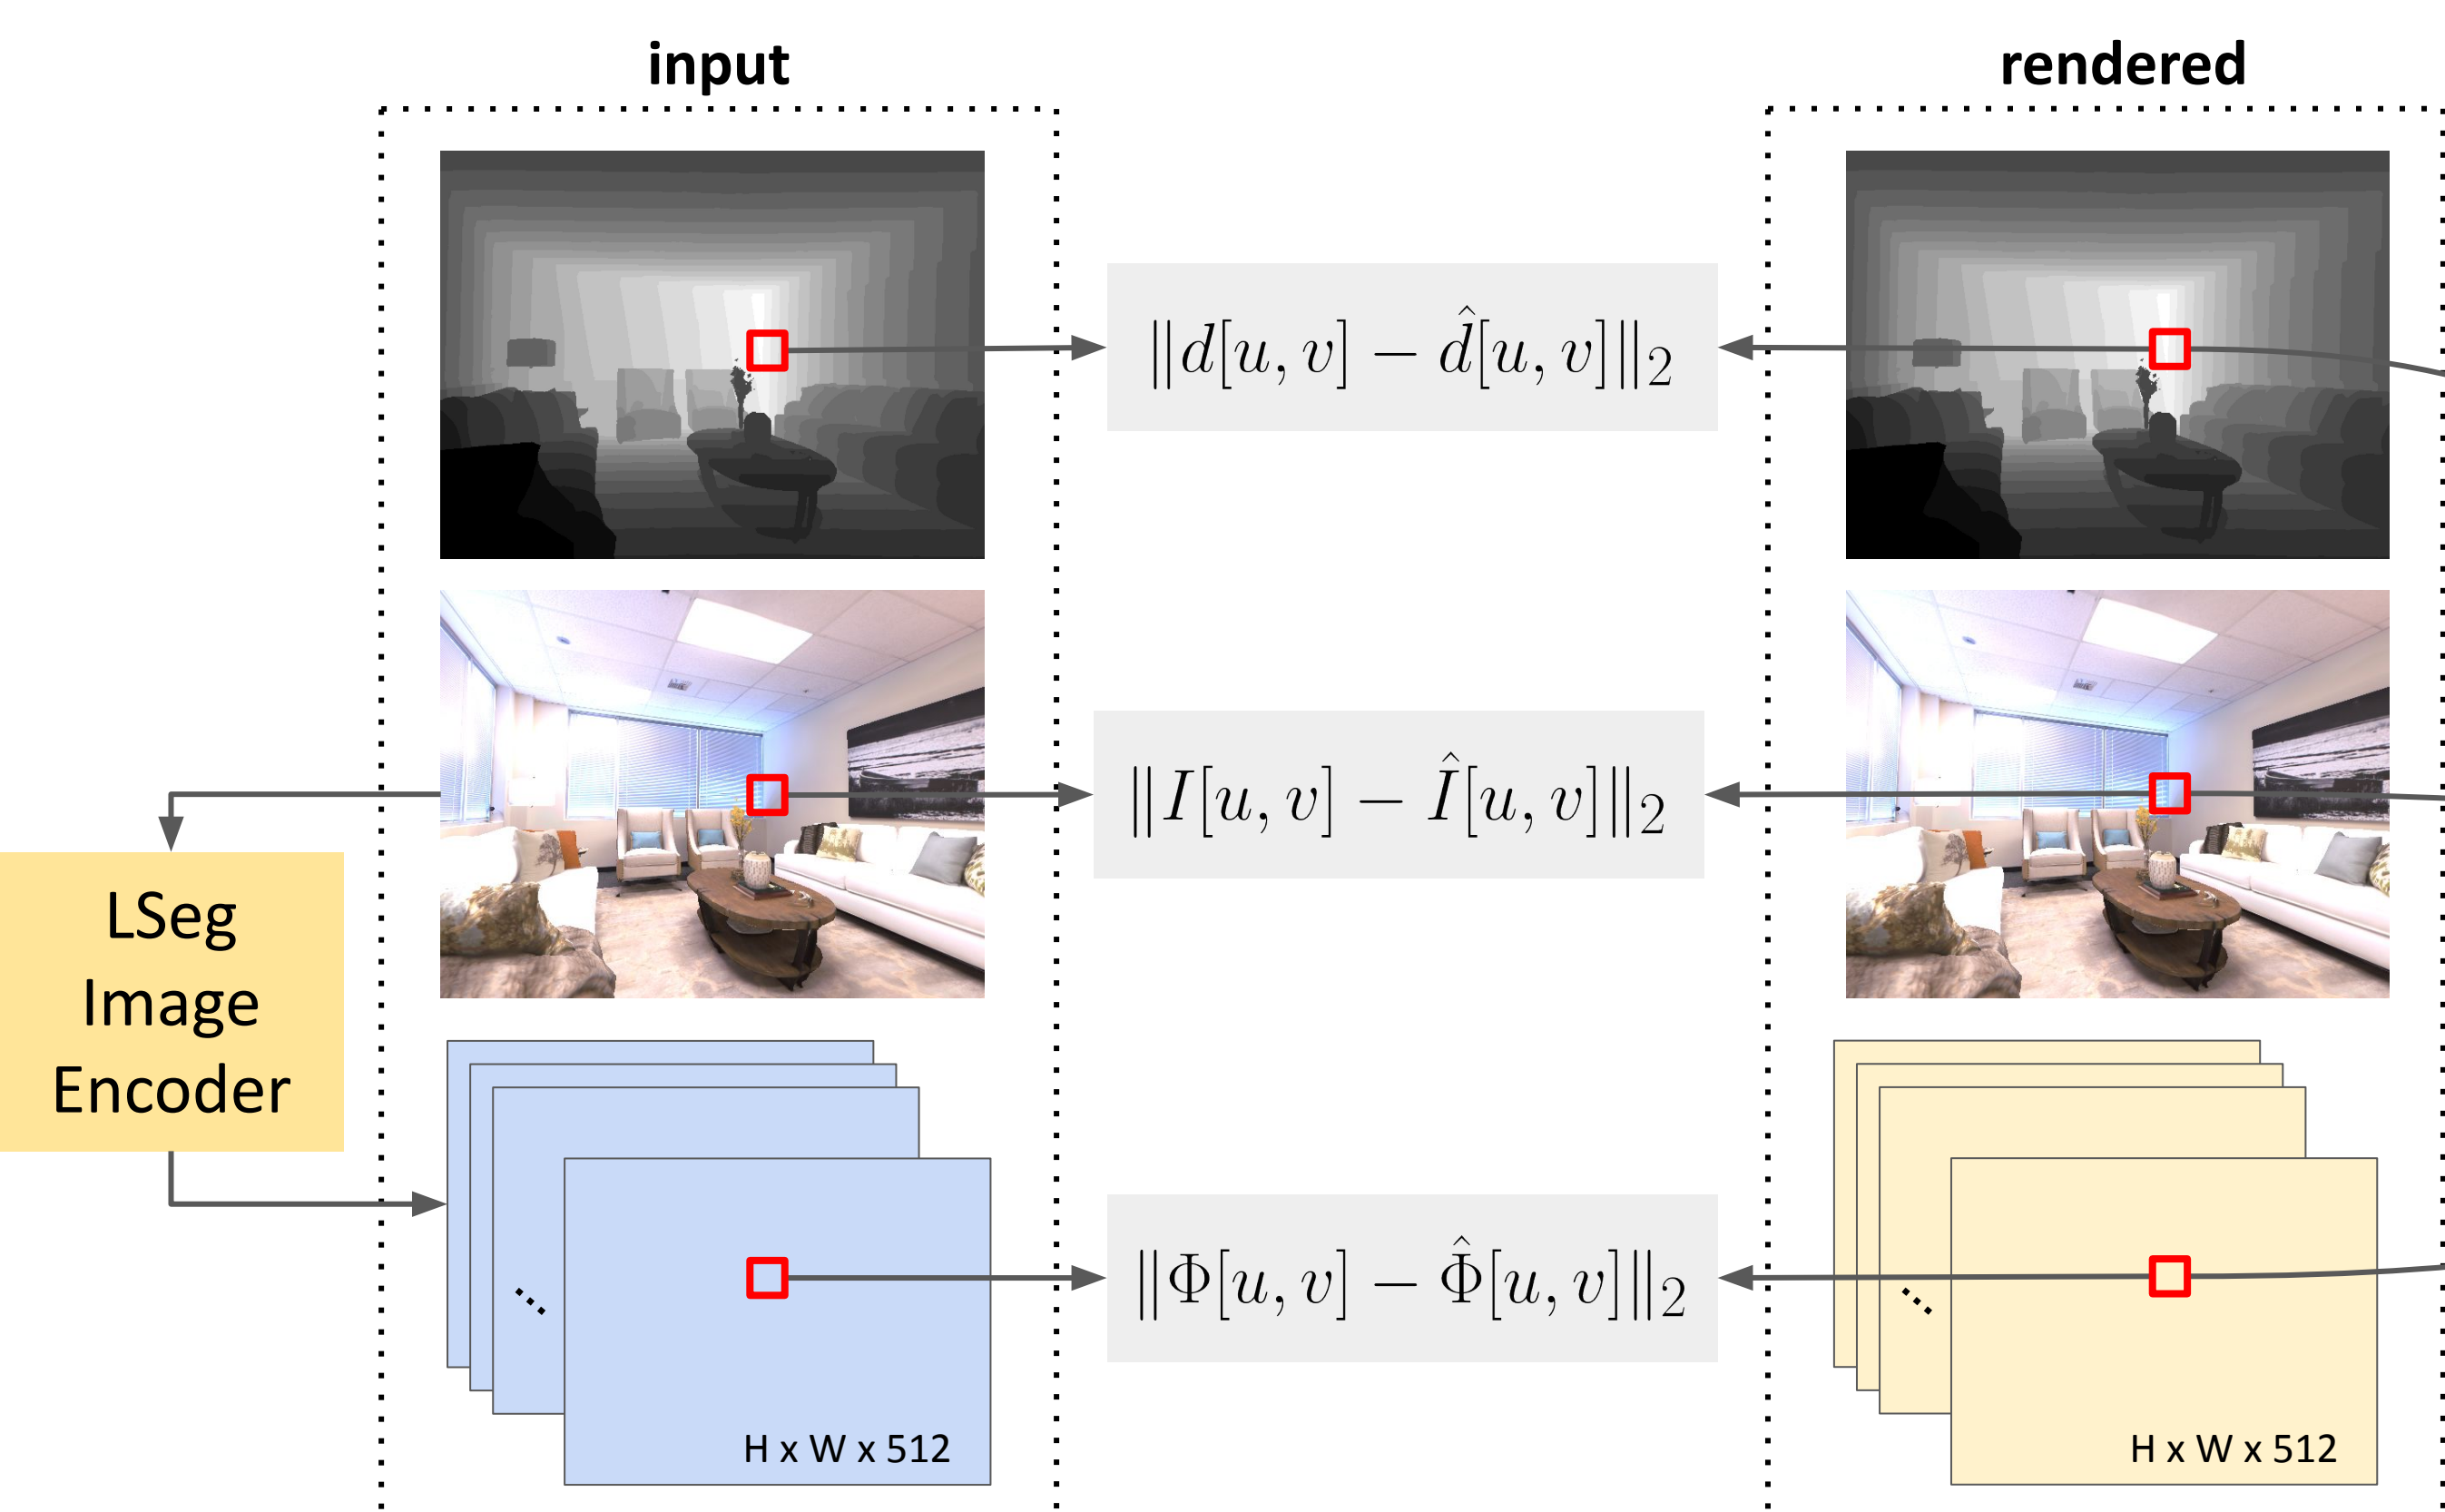 input
rendered
‖d[u, v] − d̂[u, v]‖₂
‖I[u, v] − Î[u, v]‖₂
LSeg
Image
Encoder
‖Φ[u, v] − Φ̂[u, v]‖₂
H x W x 512
H x W x 512